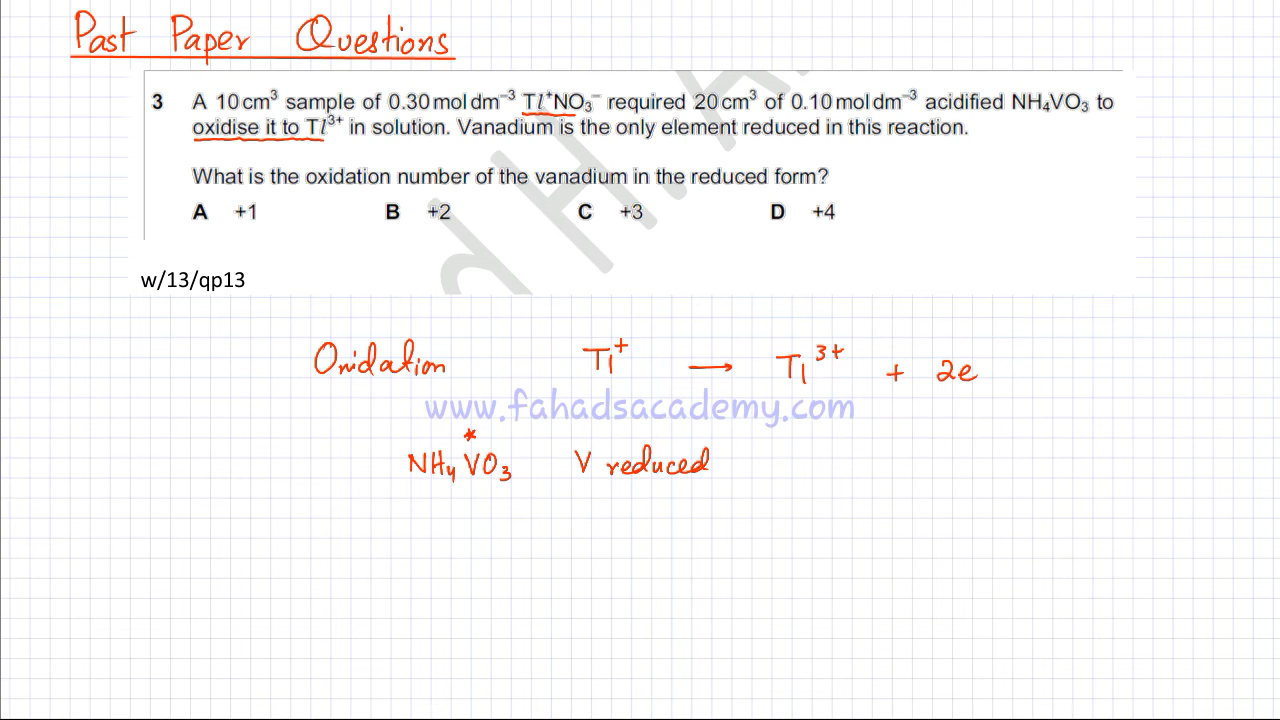 Past Paper Questions
3 A 10 cm³ sample of 0.30 mol dm⁻³ Tl⁺NO₃⁻ required 20 cm³ of 0.10 mol dm⁻³ acidified NH₄VO₃ to
oxidise it to Tl³⁺ in solution. Vanadium is the only element reduced in this reaction.
What is the oxidation number of the vanadium in the reduced form?
A +1 B +2 C +3 D +4
w/13/qp13
Oxidation Tl⁺ → Tl³⁺ + 2e
www.fahadsacademy.com
*
NH₄VO₃ V reduced